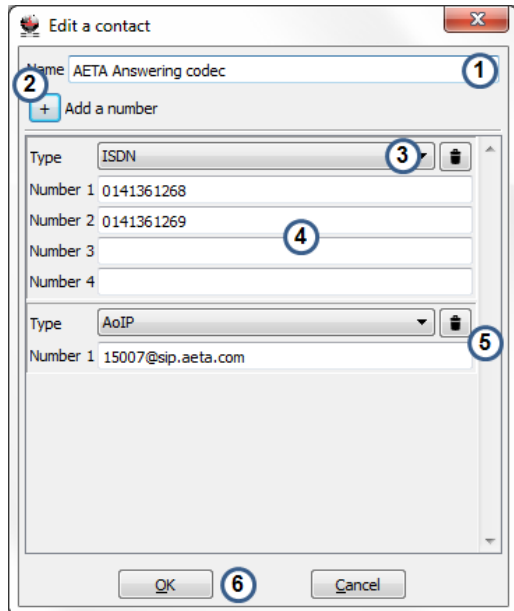 Edit a contact
Name AETA Answering codec 1
2
+ Add a number
Type ISDN 3
Number 1 0141361268
Number 2 0141361269
4
Number 3
Number 4
Type AoIP
5
Number 1 15007@sip.aeta.com
OK 6 Cancel